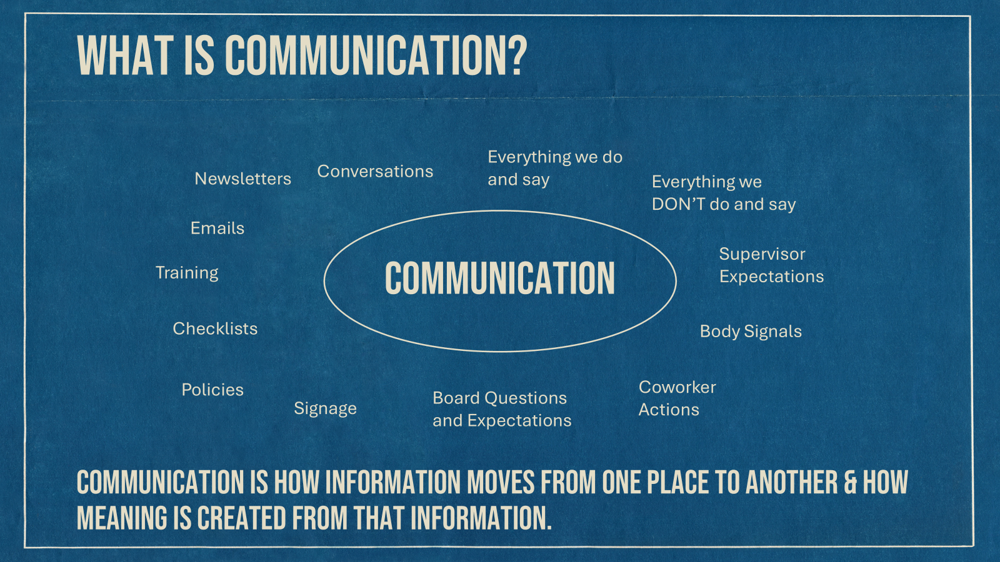 WHAT IS COMMUNICATION?
Newsletters
Conversations
Everything we do
and say
Everything we
DON'T do and say
Emails
Training
Checklists
Policies
Signage
COMMUNICATION
Supervisor
Expectations
Body Signals
Coworker
Actions
Board Questions
and Expectations
COMMUNICATION IS HOW INFORMATION MOVES FROM ONE PLACE TO ANOTHER & HOW
MEANING IS CREATED FROM THAT INFORMATION.